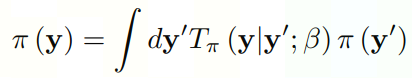 π (y) = ∫ dy′T_π (y|y′; β) π (y′)